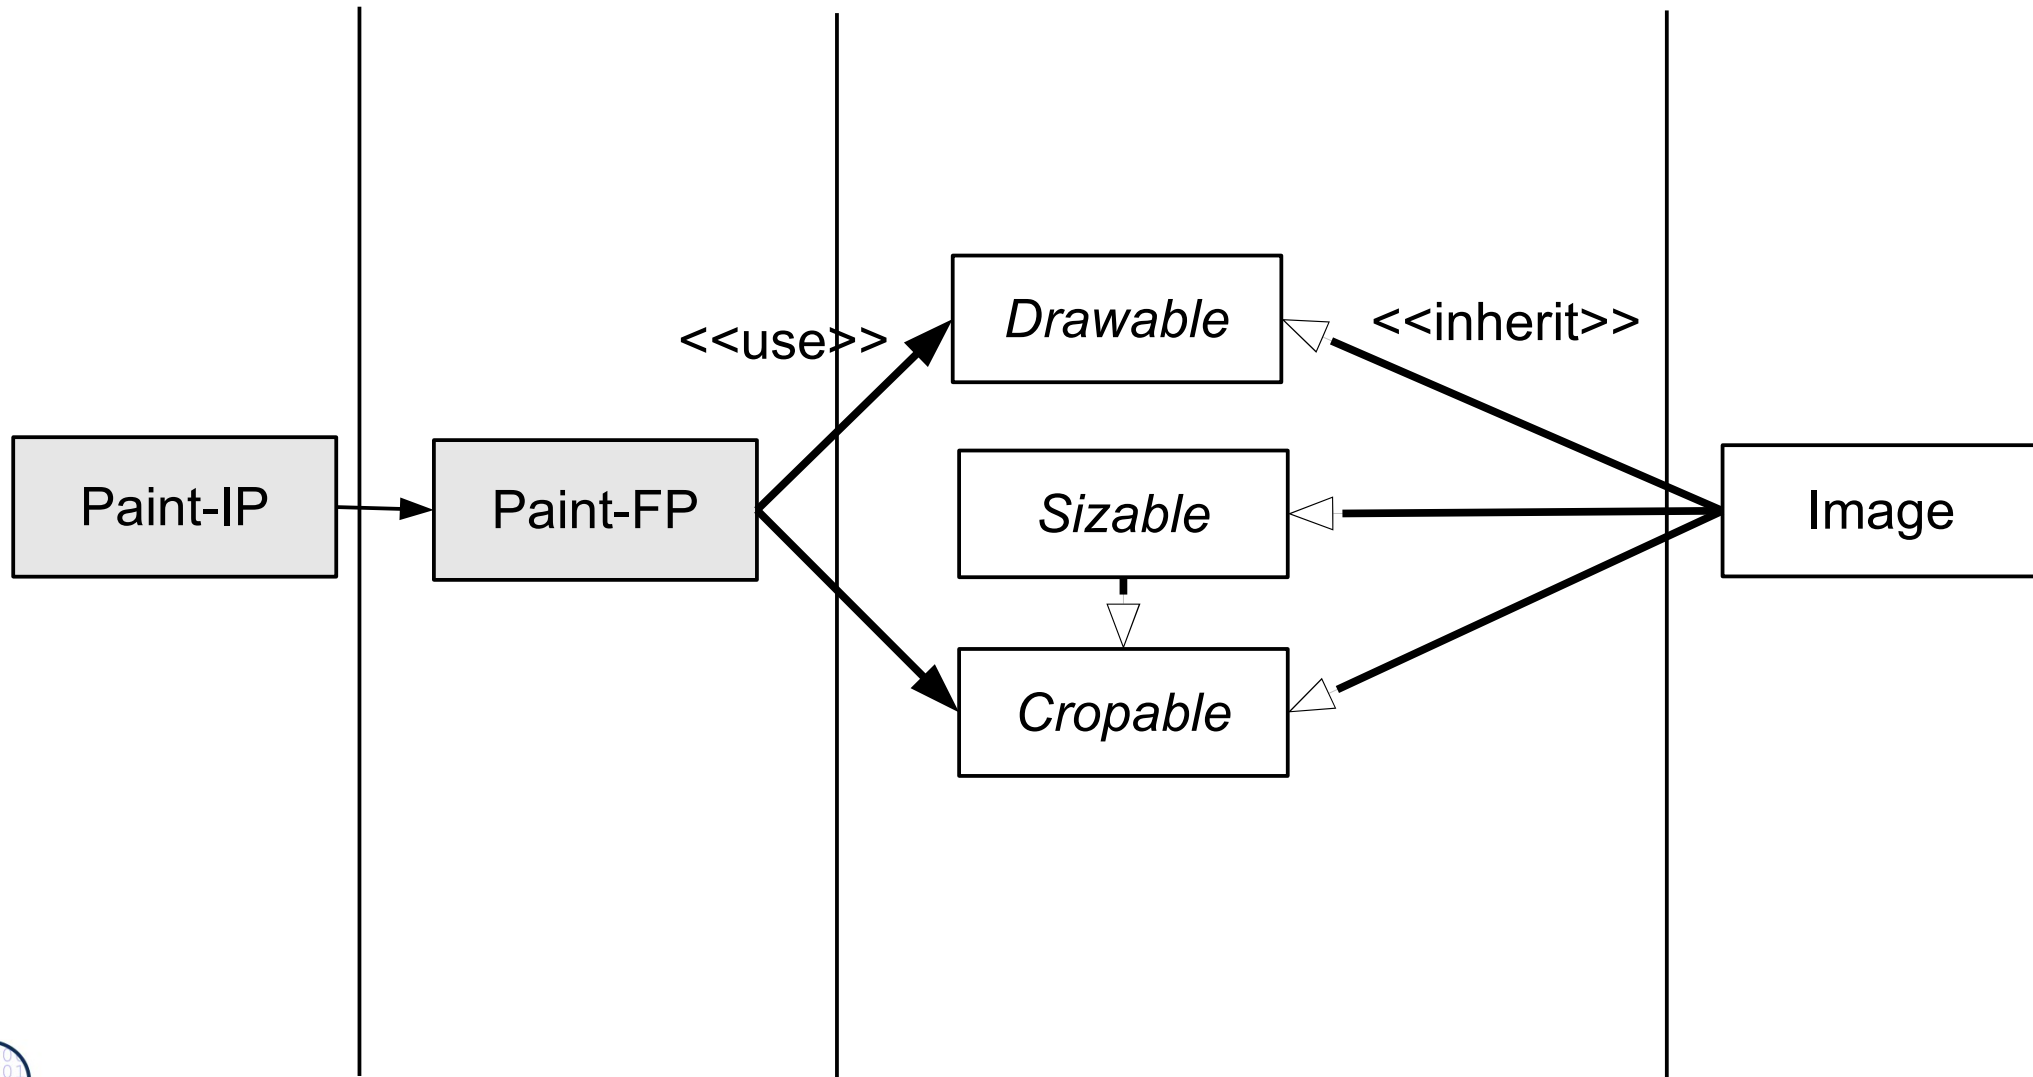 Drawable
<<inherit>>
<<use>>
Paint-IP
Paint-FP
Sizable
Image
Cropable